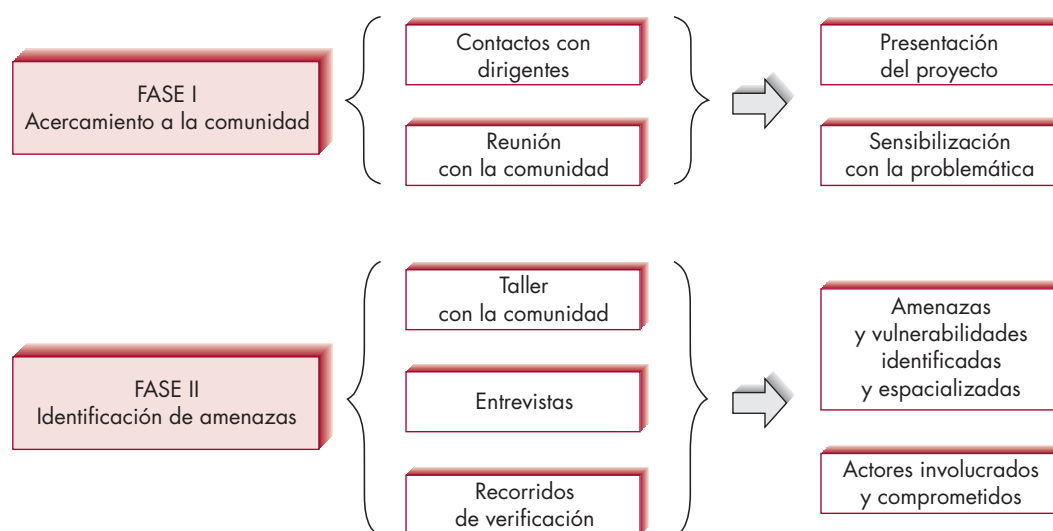 FASE I
Acercamiento a la comunidad
Contactos con
dirigentes
Reunión
con la comunidad
Presentación
del proyecto
Sensibilización
con la problemática
FASE II
Identificación de amenazas
Taller
con la comunidad
Entrevistas
Recorridos
de verificación
Amenazas
y vulnerabilidades
identificadas
y espacializadas
Actores involucrados
y comprometidos